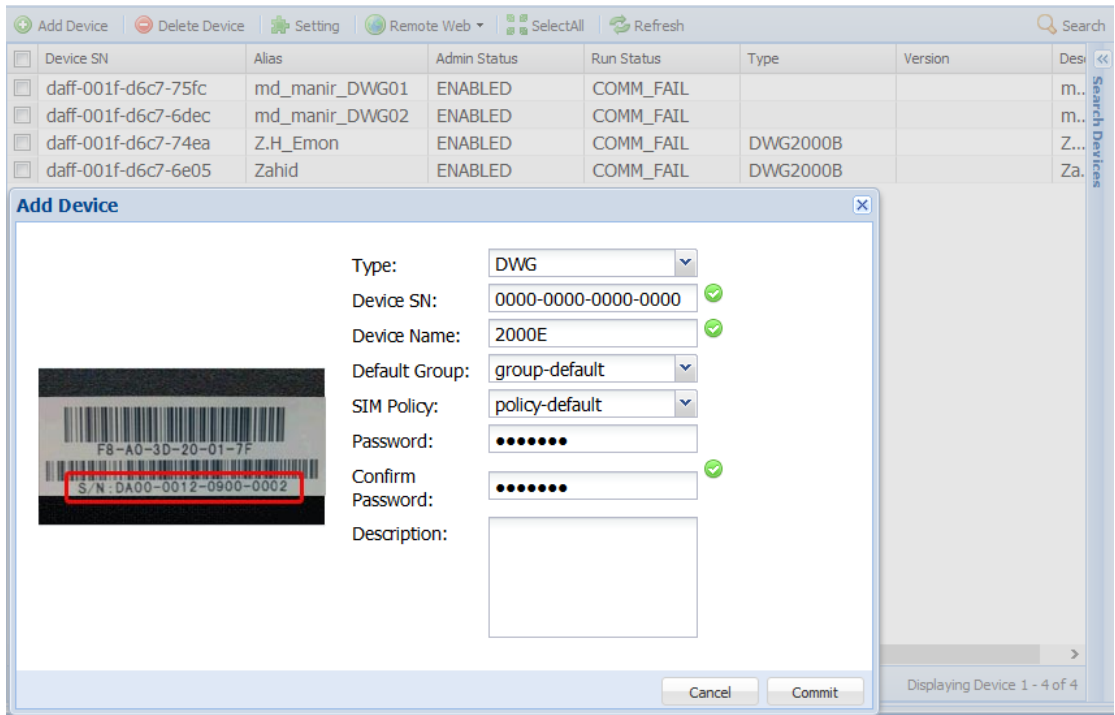 Add Device Delete Device Setting Remote Web SelectAll Refresh Search
Device SN Alias Admin Status Run Status Type Version Des
daff-001f-d6c7-75fc md_manir_DWG01 ENABLED COMM_FAIL m..
daff-001f-d6c7-6dec md_manir_DWG02 ENABLED COMM_FAIL m..
daff-001f-d6c7-74ea Z.H_Emon ENABLED COMM_FAIL DWG2000B Z...
daff-001f-d6c7-6e05 Zahid ENABLED COMM_FAIL DWG2000B Za.
Search Devices
Add Device
Type: DWG
Device SN: 0000-0000-0000-0000
Device Name: 2000E
Default Group: group-default
SIM Policy: policy-default
Password: •••••••
Confirm
Password: •••••••
Description:
F8-A0-3D-20-01-7F
S/N:DA00-0012-0900-0002
Cancel Commit
Displaying Device 1 - 4 of 4